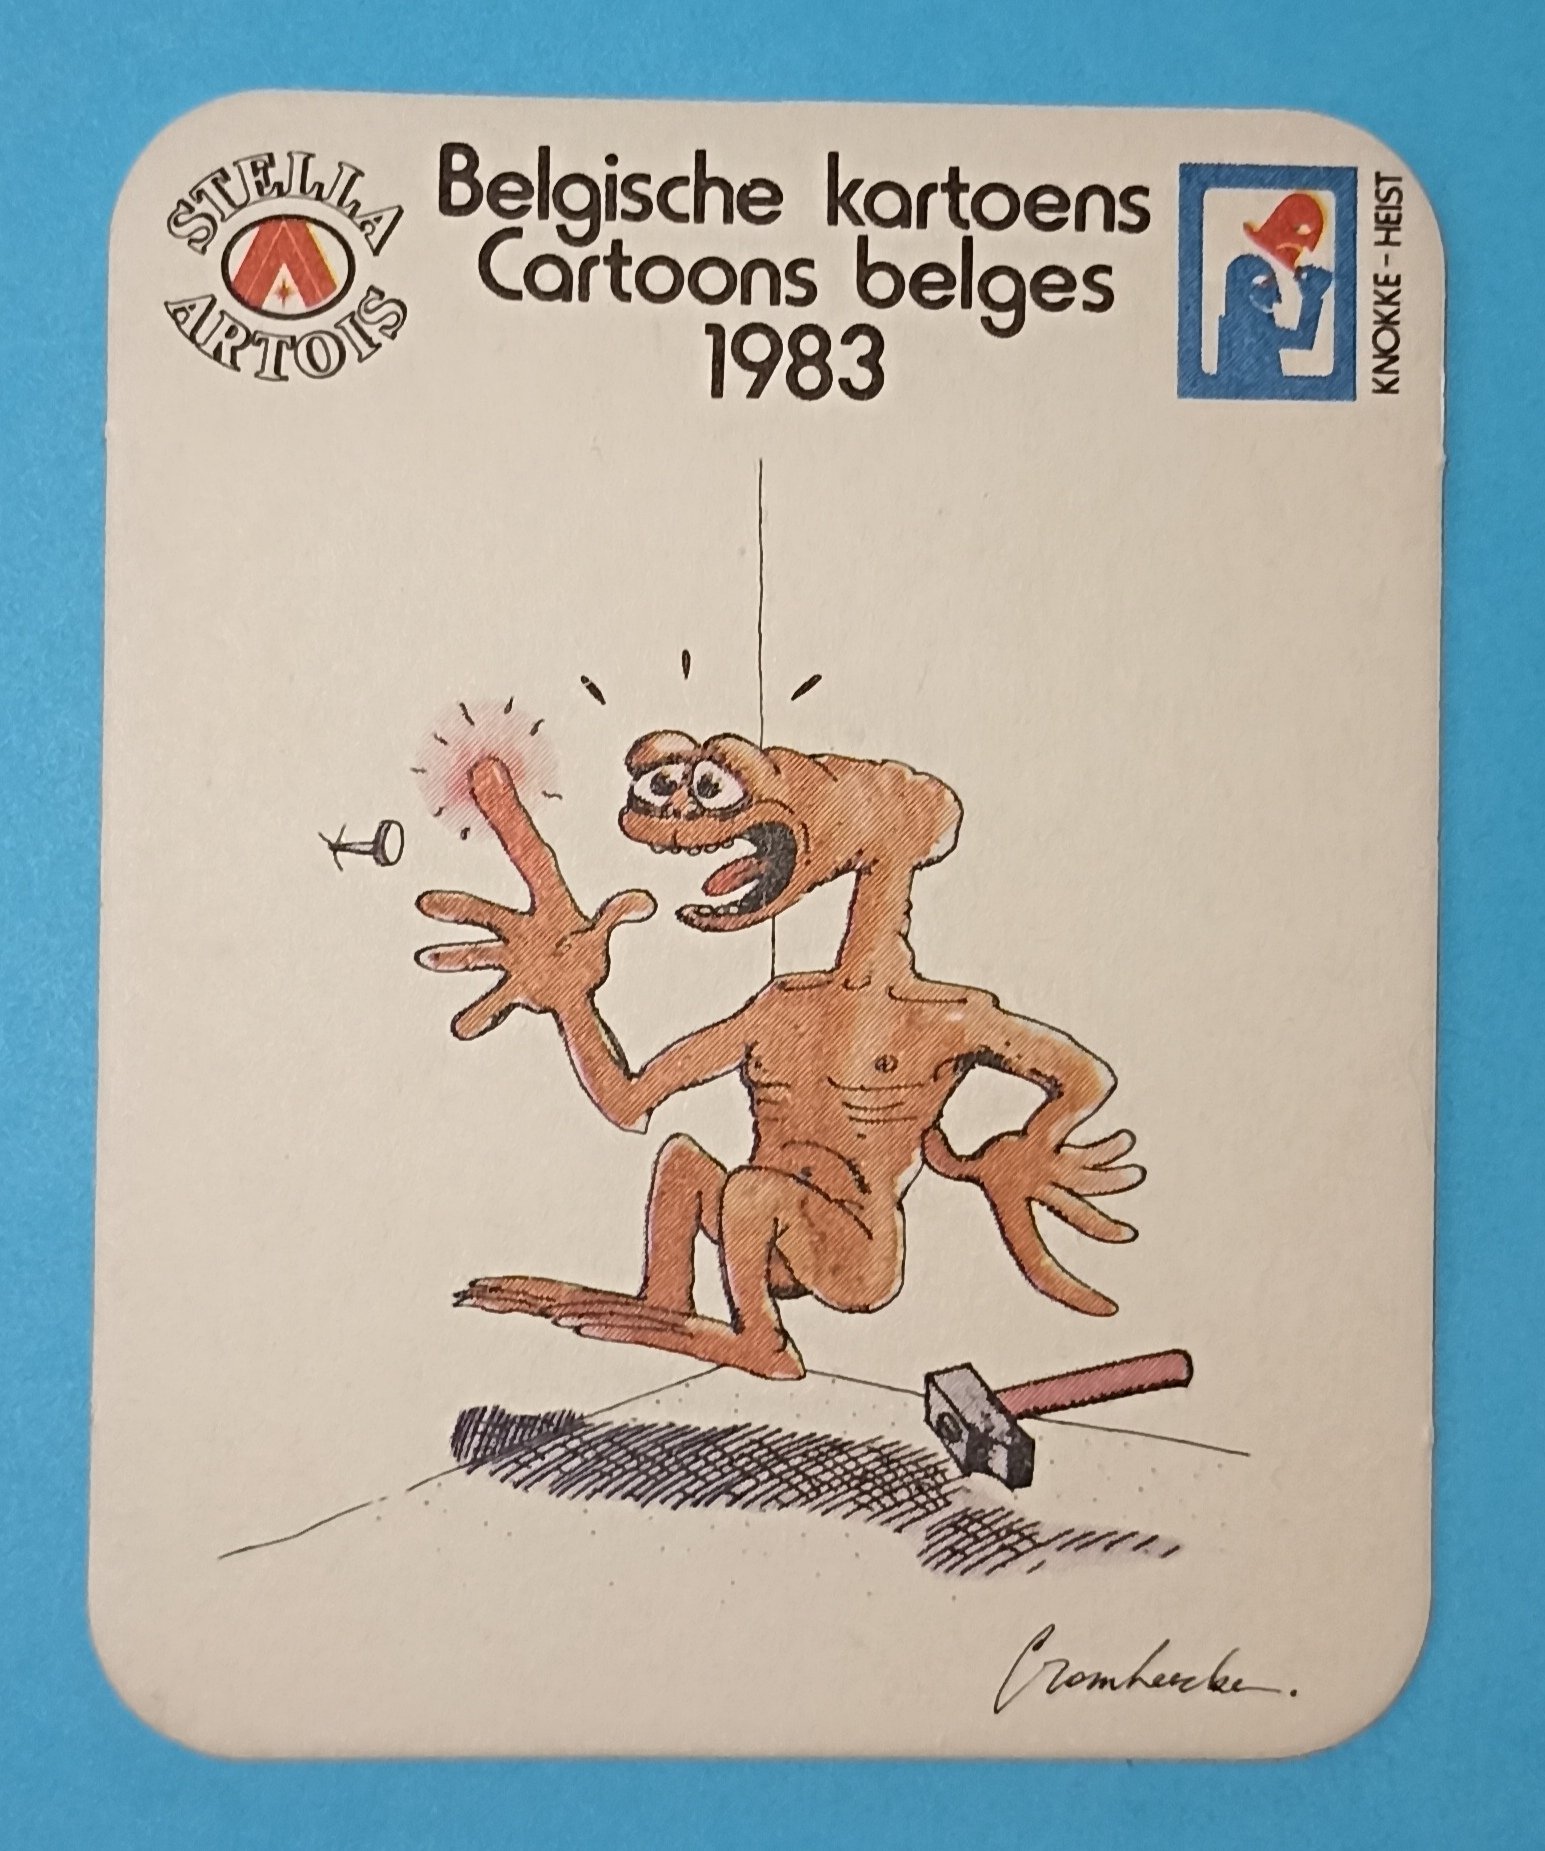 STELLA
ARTOIS
Belgische kartoens
Cartoons belges
1983
KNOKKE-HEIST